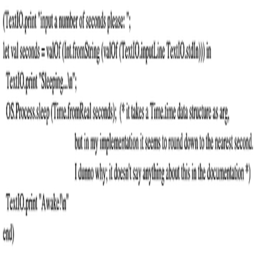 (TextIO.print "input a number of seconds please: ";
let val seconds = valOf (Int.fromString (valOf (TextIO.inputLine TextIO.stdIn))) in
TextIO.print "Sleeping...\n";
OS.Process.sleep (Time.fromReal seconds); (* it takes a Time.time data structure as arg,
but in my implementation it seems to round down to the nearest second.
I dunno why; it doesn't say anything about this in the documentation *)
TextIO.print "Awake!\n"
end)